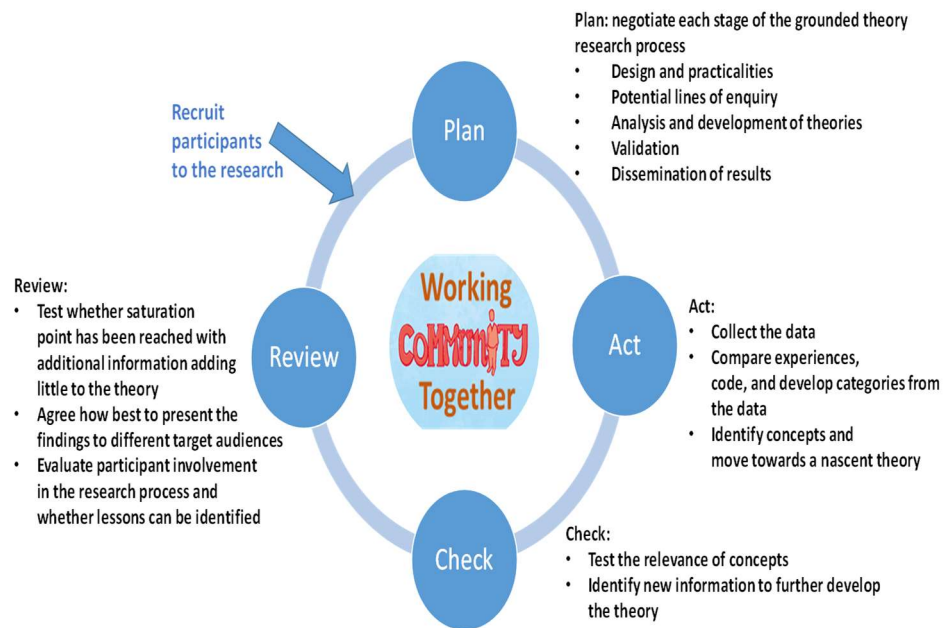 Plan: negotiate each stage of the grounded theory
research process
• Design and practicalities
• Potential lines of enquiry
• Analysis and development of theories
• Validation
• Dissemination of results
Recruit
participants
to the research
Plan
Review:
• Test whether saturation
point has been reached with
additional information adding
little to the theory
• Agree how best to present the
findings to different target audiences
• Evaluate participant involvement
in the research process and
whether lessons can be identified
Review
Working
COMMUNITY
Together
Act
Act:
• Collect the data
• Compare experiences,
code, and develop categories from
the data
• Identify concepts and
move towards a nascent theory
Check
Check:
• Test the relevance of concepts
• Identify new information to further develop
the theory